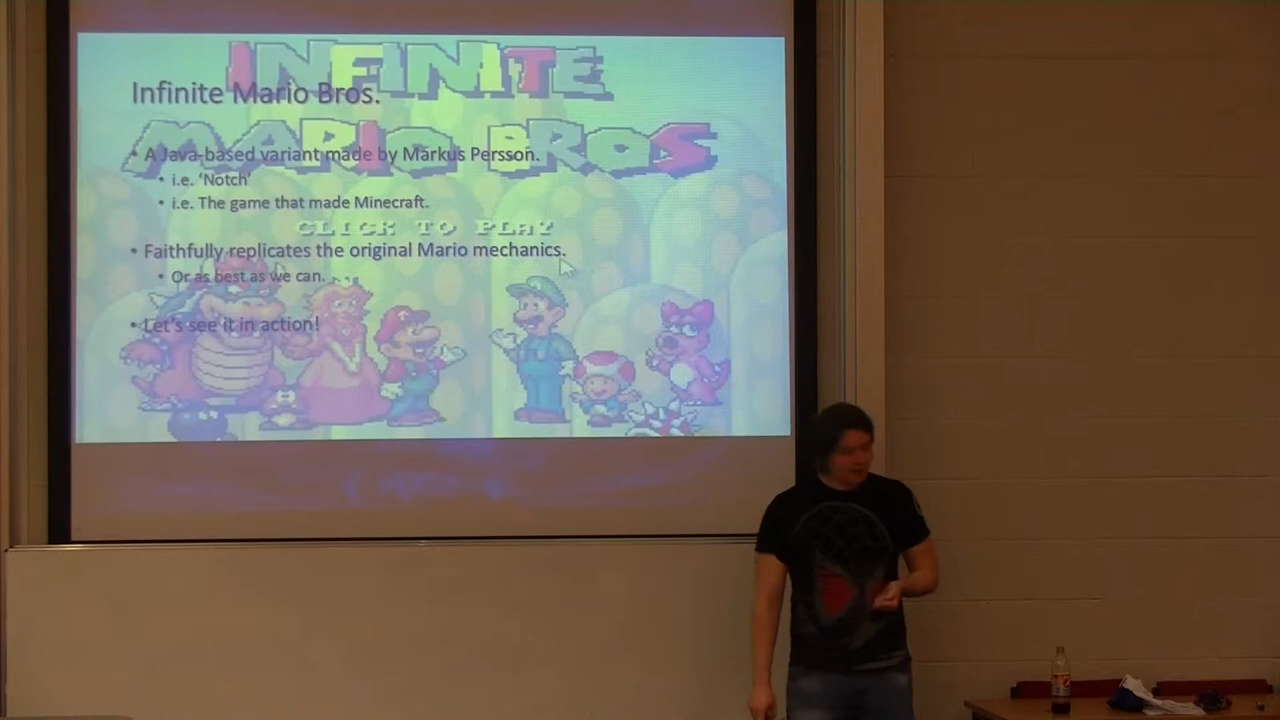 INFINITE
Infinite Mario Bros.
MARIO BROS
• A Java-based variant made by Markus Persson.
• i.e. ‘Notch’
• i.e. The game that made Minecraft.
CLICK TO PLAY
• Faithfully replicates the original Mario mechanics.
• Or as best as we can.
• Let’s see it in action!